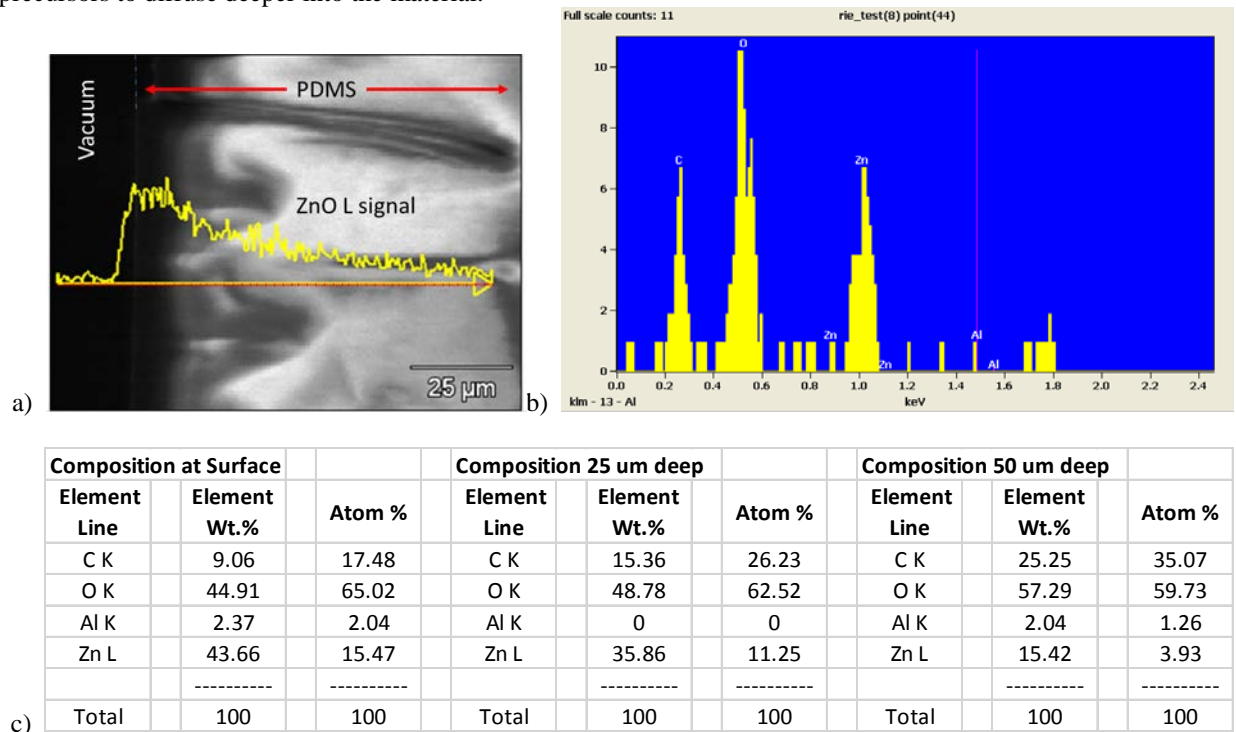 precursors to diffuse deeper into the material.
Full scale counts: 11 rie_test(8) point(44)
Vacuum
PDMS
ZnO L signal
25 µm
a)
10
8
6
4
2
0
O
C
Zn
Zn
Zn
Al
Al
0.0 0.2 0.4 0.6 0.8 1.0 1.2 1.4 1.6 1.8 2.0 2.2 2.4
klm - 13 - Al keV
b)
Composition at Surface Composition 25 um deep Composition 50 um deep
Element Line Element Wt.% Atom % Element Line Element Wt.% Atom % Element Line Element Wt.% Atom %
C K 9.06 17.48 C K 15.36 26.23 C K 25.25 35.07
O K 44.91 65.02 O K 48.78 62.52 O K 57.29 59.73
Al K 2.37 2.04 Al K 0 0 Al K 2.04 1.26
Zn L 43.66 15.47 Zn L 35.86 11.25 Zn L 15.42 3.93
---------- ---------- ---------- ---------- ---------- ----------
Total 100 100 Total 100 100 Total 100 100
c)